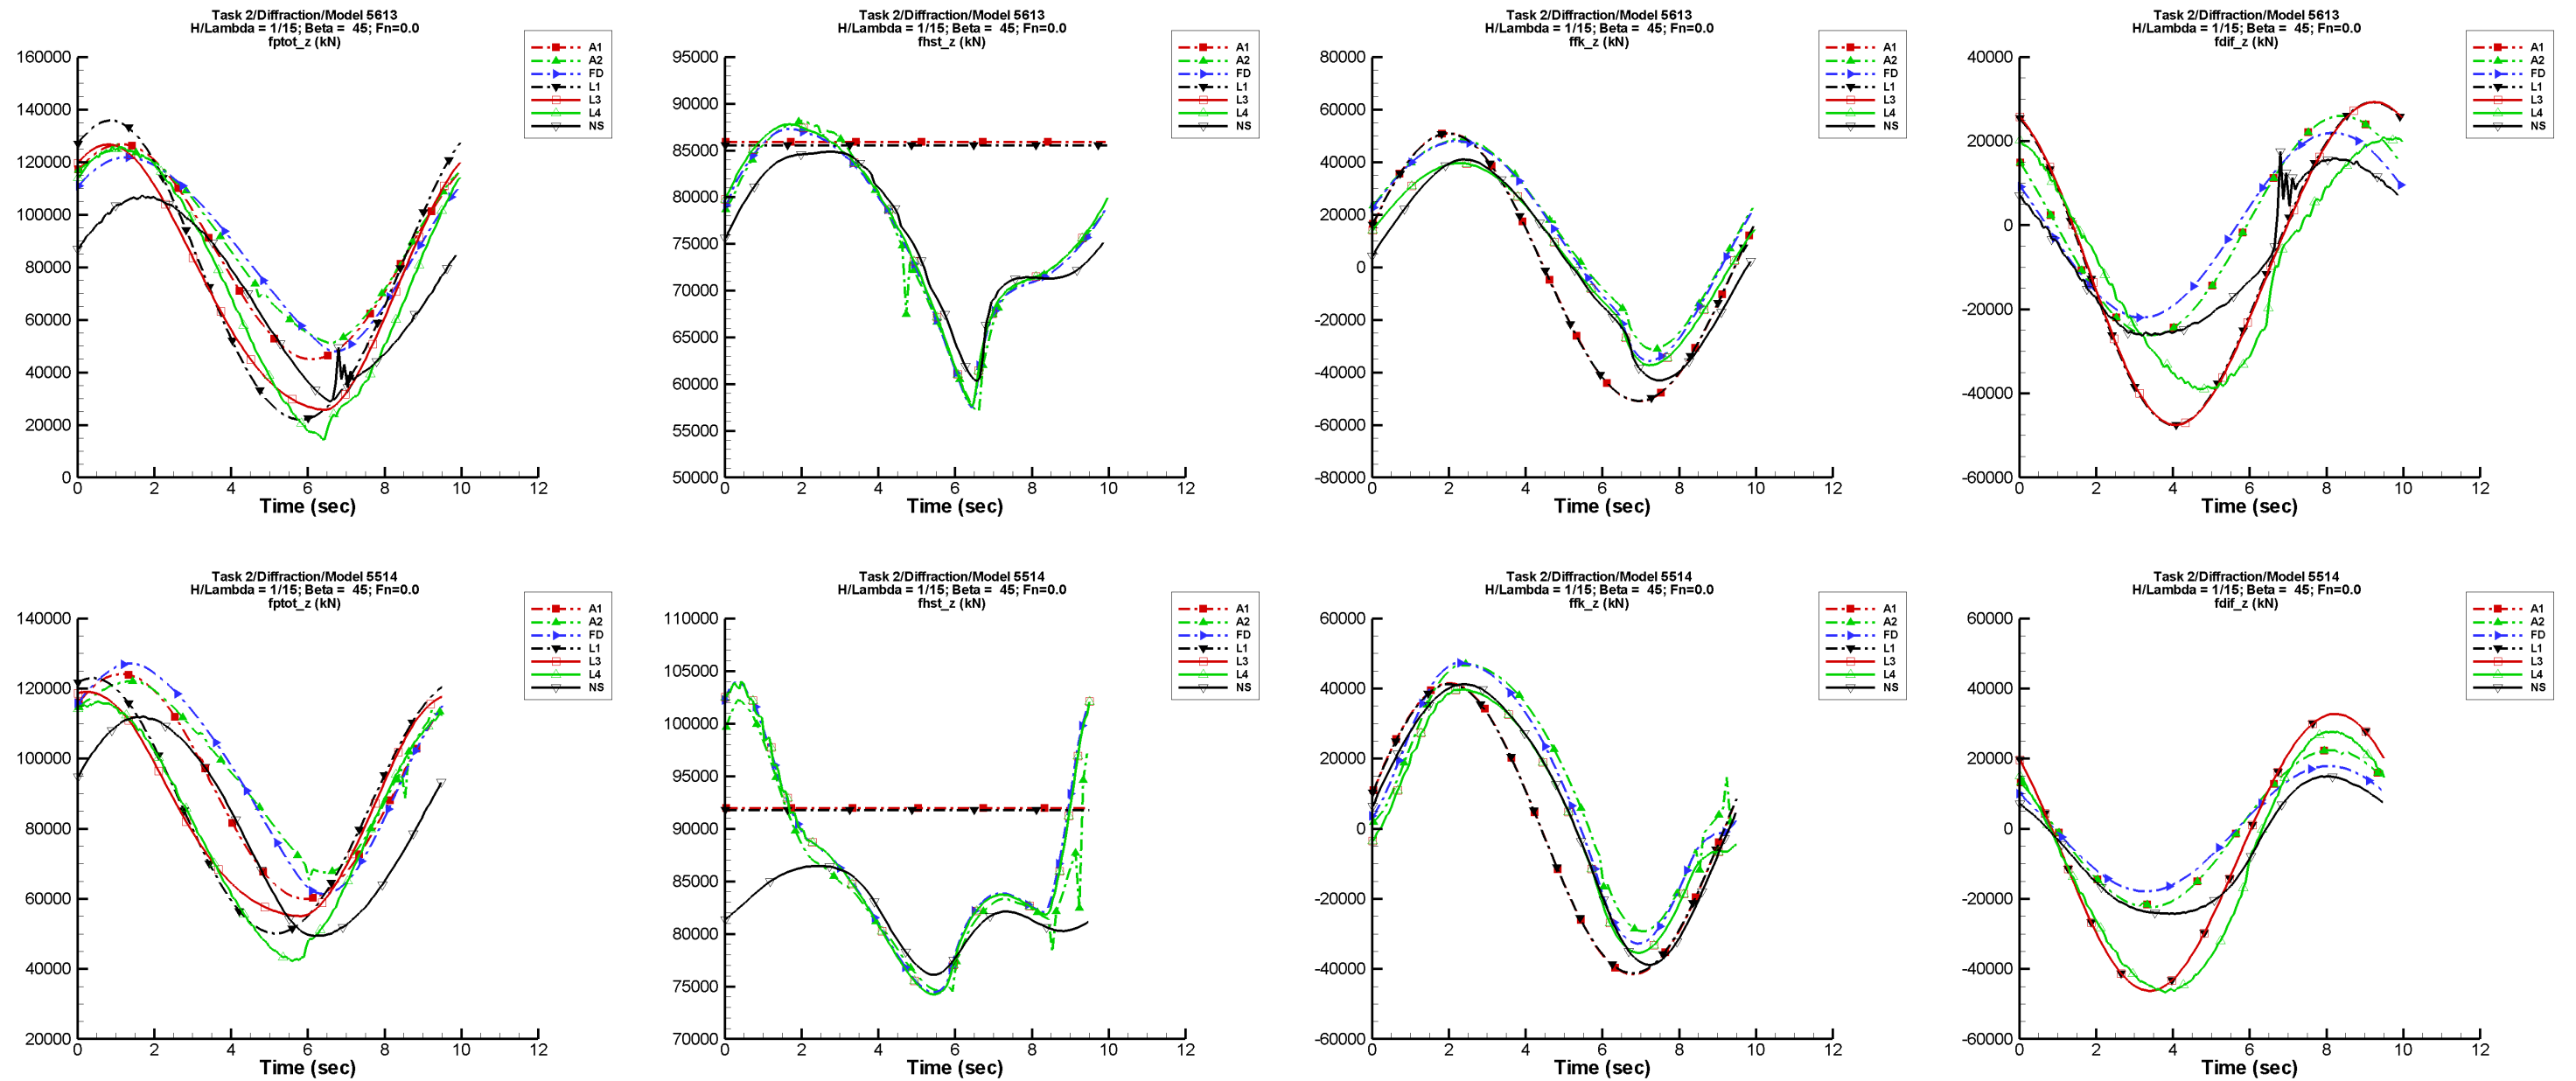 Task 2/Diffraction/Model 5613
H/Lambda = 1/15; Beta = 45; Fn=0.0
fptot_z (kN)
A1
A2
FD
L1
L3
L4
NS
160000
140000
120000
100000
80000
60000
40000
20000
0
0 2 4 6 8 10 12
Time (sec)
Task 2/Diffraction/Model 5613
H/Lambda = 1/15; Beta = 45; Fn=0.0
fhst_z (kN)
A1
A2
FD
L1
L3
L4
NS
95000
90000
85000
80000
75000
70000
65000
60000
55000
50000
0 2 4 6 8 10 12
Time (sec)
Task 2/Diffraction/Model 5613
H/Lambda = 1/15; Beta = 45; Fn=0.0
ffk_z (kN)
A1
A2
FD
L1
L3
L4
NS
80000
60000
40000
20000
0
-20000
-40000
-60000
-80000
0 2 4 6 8 10 12
Time (sec)
Task 2/Diffraction/Model 5613
H/Lambda = 1/15; Beta = 45; Fn=0.0
fdif_z (kN)
A1
A2
FD
L1
L3
L4
NS
40000
20000
0
-20000
-40000
-60000
0 2 4 6 8 10 12
Time (sec)
Task 2/Diffraction/Model 5514
H/Lambda = 1/15; Beta = 45; Fn=0.0
fptot_z (kN)
A1
A2
FD
L1
L3
L4
NS
140000
120000
100000
80000
60000
40000
20000
0 2 4 6 8 10 12
Time (sec)
Task 2/Diffraction/Model 5514
H/Lambda = 1/15; Beta = 45; Fn=0.0
fhst_z (kN)
A1
A2
FD
L1
L3
L4
NS
110000
105000
100000
95000
90000
85000
80000
75000
70000
0 2 4 6 8 10 12
Time (sec)
Task 2/Diffraction/Model 5514
H/Lambda = 1/15; Beta = 45; Fn=0.0
ffk_z (kN)
A1
A2
FD
L1
L3
L4
NS
60000
40000
20000
0
-20000
-40000
-60000
0 2 4 6 8 10 12
Time (sec)
Task 2/Diffraction/Model 5514
H/Lambda = 1/15; Beta = 45; Fn=0.0
fdif_z (kN)
A1
A2
FD
L1
L3
L4
NS
60000
40000
20000
0
-20000
-40000
-60000
0 2 4 6 8 10 12
Time (sec)